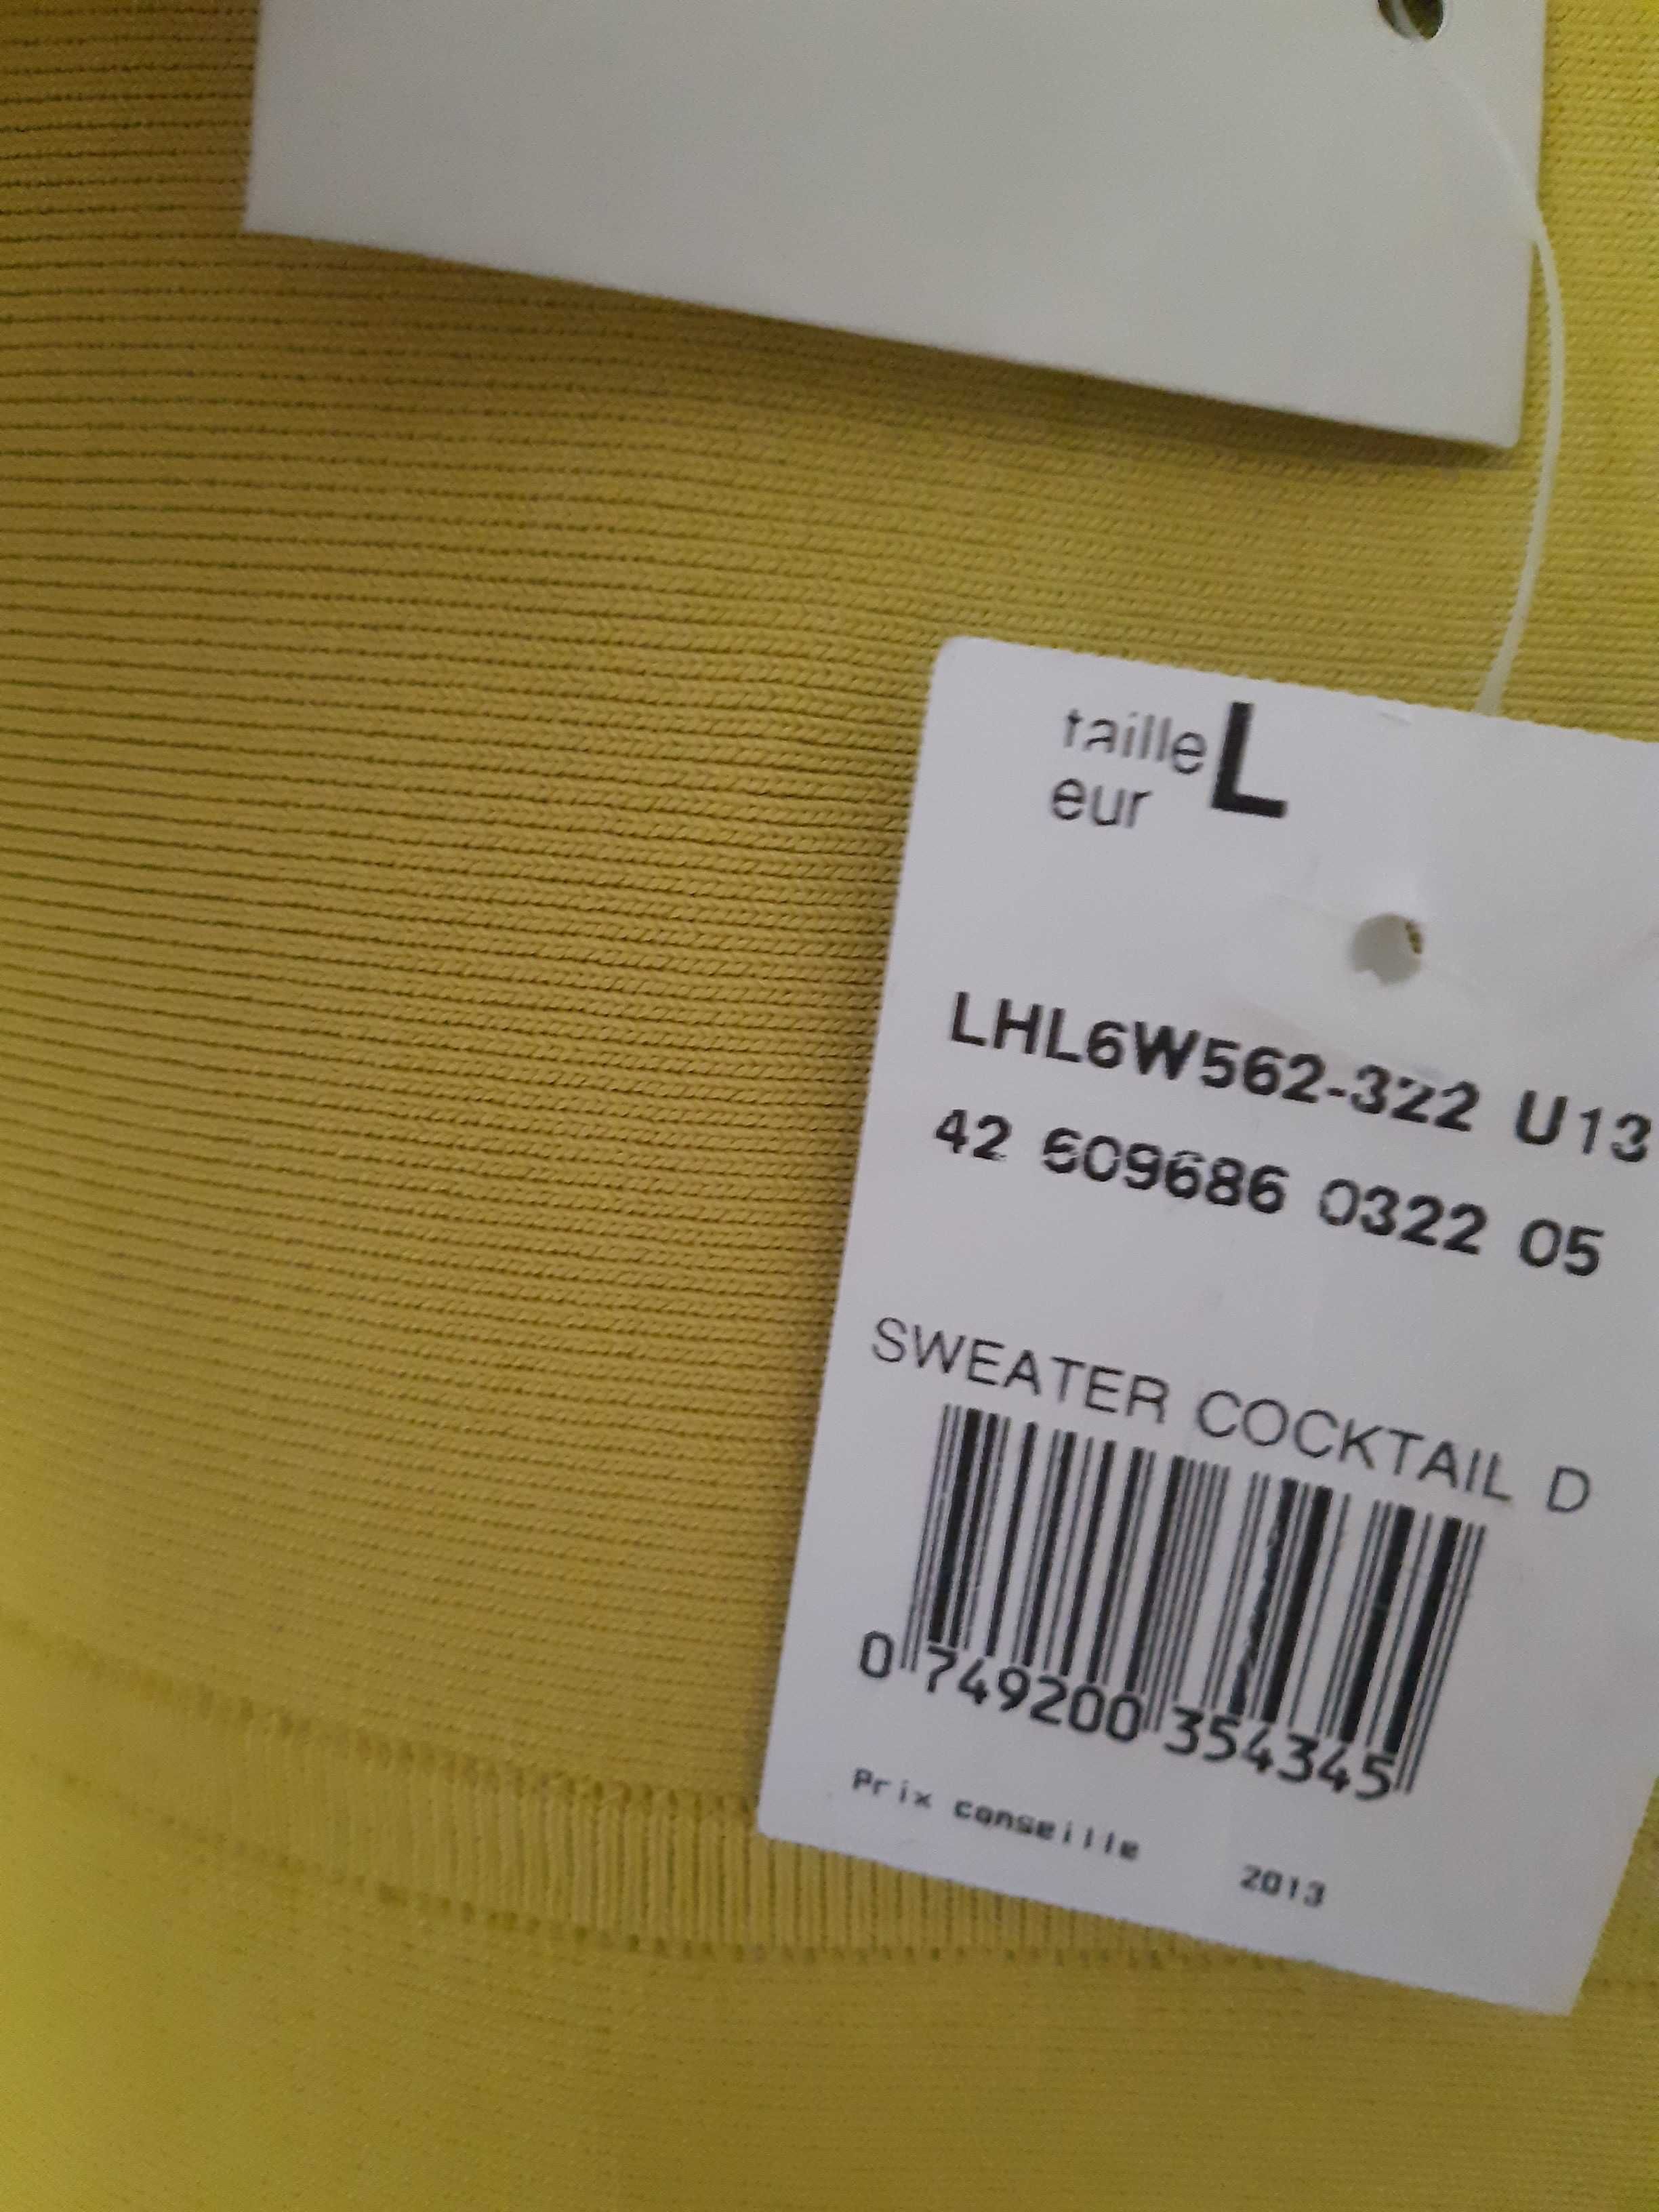 taille L
eur
LHL6W562-322 U13
42 609686 0322 05
SWEATER COCKTAIL D
0 749200 354345
Prix conseille 2013